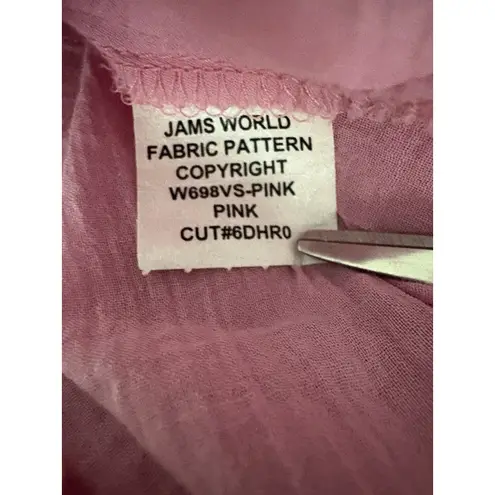 JAMS WORLD
FABRIC PATTERN
COPYRIGHT
W698VS-PINK
PINK
CUT#6DHR0